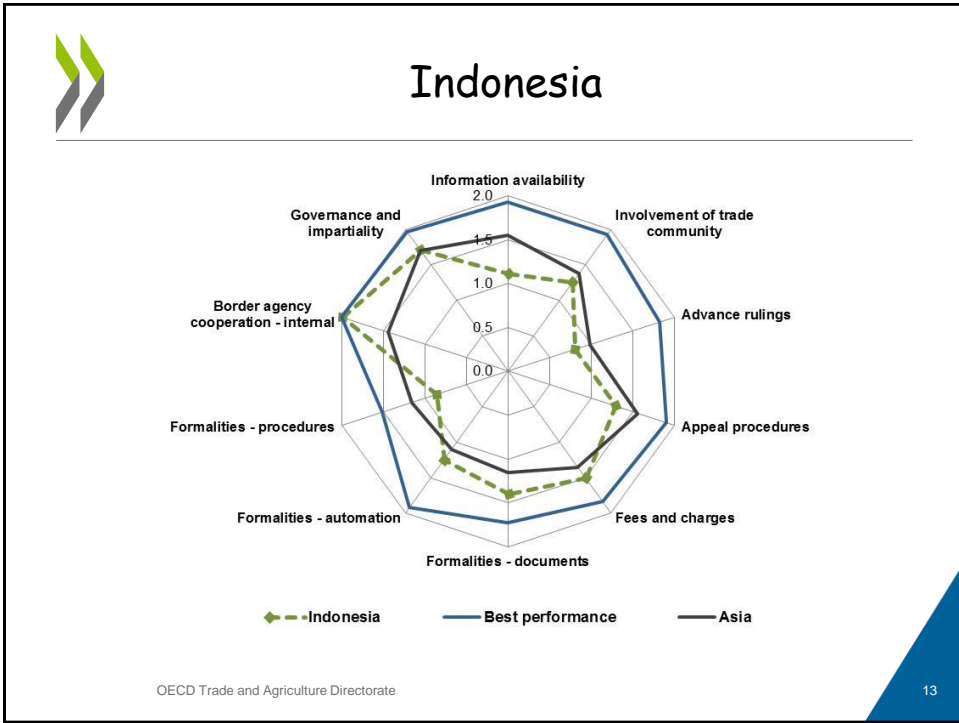 Indonesia
Information availability
2.0
Governance and
impartiality
Involvement of trade
community
1.5
1.0
Border agency
cooperation - internal
Advance rulings
0.5
0.0
Formalities - procedures
Appeal procedures
Formalities - automation
Fees and charges
Formalities - documents
Indonesia
Best performance
Asia
OECD Trade and Agriculture Directorate
13